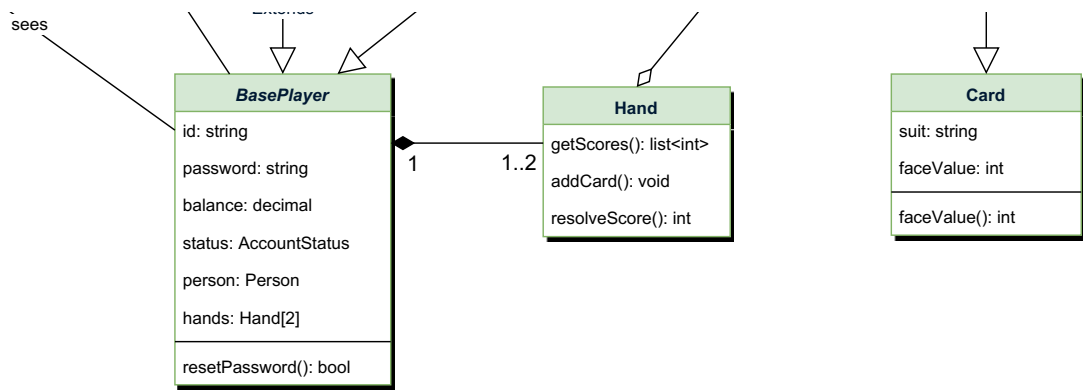 Extends
sees
BasePlayer
id: string
password: string
balance: decimal
status: AccountStatus
person: Person
hands: Hand[2]
resetPassword(): bool
1
1..2
Hand
getScores(): list<int>
addCard(): void
resolveScore(): int
Card
suit: string
faceValue: int
faceValue(): int